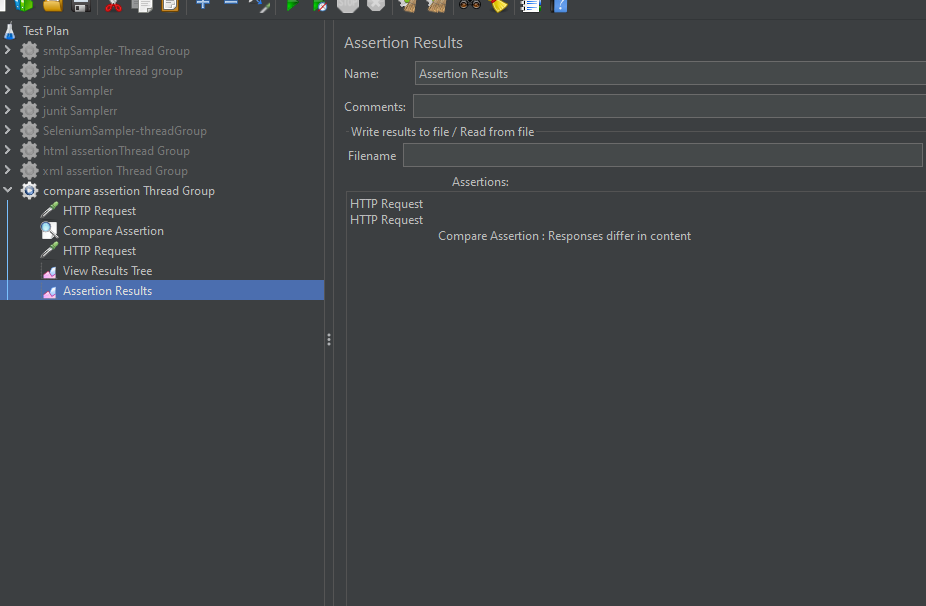 Test Plan
smtpSampler-Thread Group
jdbc sampler thread group
junit Sampler
junit Samplerr
SeleniumSampler-threadGroup
html assertionThread Group
xml assertion Thread Group
compare assertion Thread Group
HTTP Request
Compare Assertion
HTTP Request
View Results Tree
Assertion Results
Assertion Results
Name: Assertion Results
Comments:
Write results to file / Read from file
Filename
Assertions:
HTTP Request
HTTP Request
Compare Assertion : Responses differ in content